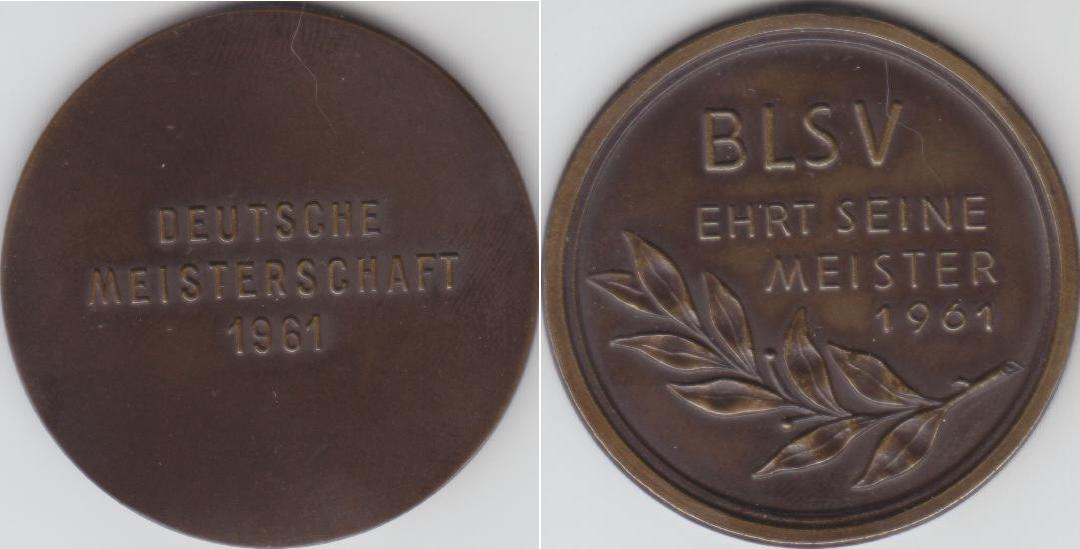 DEUTSCHE
MEISTERSCHAFT
1961
BLSV
EHRT SEINE
MEISTER
1961